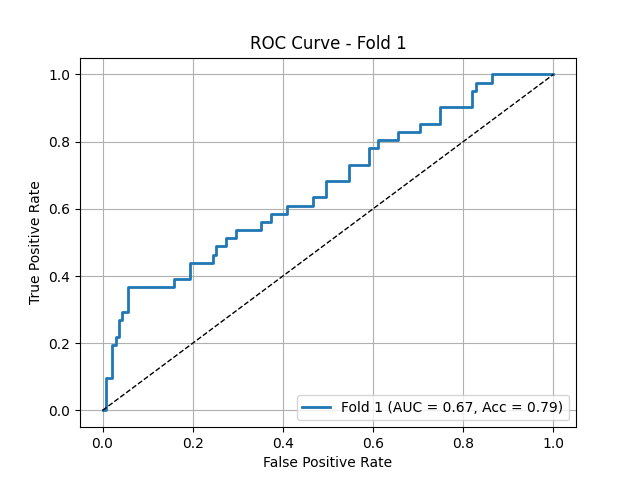 ROC Curve - Fold 1
True Positive Rate
1.0
0.8
0.6
0.4
0.2
0.0
Fold 1 (AUC = 0.67, Acc = 0.79)
0.0 0.2 0.4 0.6 0.8 1.0
False Positive Rate